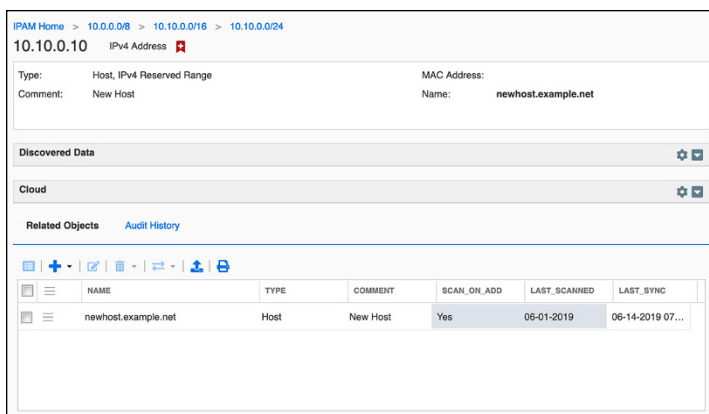 IPAM Home > 10.0.0.0/8 > 10.10.0.0/16 > 10.10.0.0/24
10.10.0.10 IPv4 Address
Type: Host, IPv4 Reserved Range MAC Address:
Comment: New Host Name: newhost.example.net
Discovered Data
Cloud
Related Objects Audit History
NAME TYPE COMMENT SCAN_ON_ADD LAST_SCANNED LAST_SYNC
newhost.example.net Host New Host Yes 06-01-2019 06-14-2019 07...